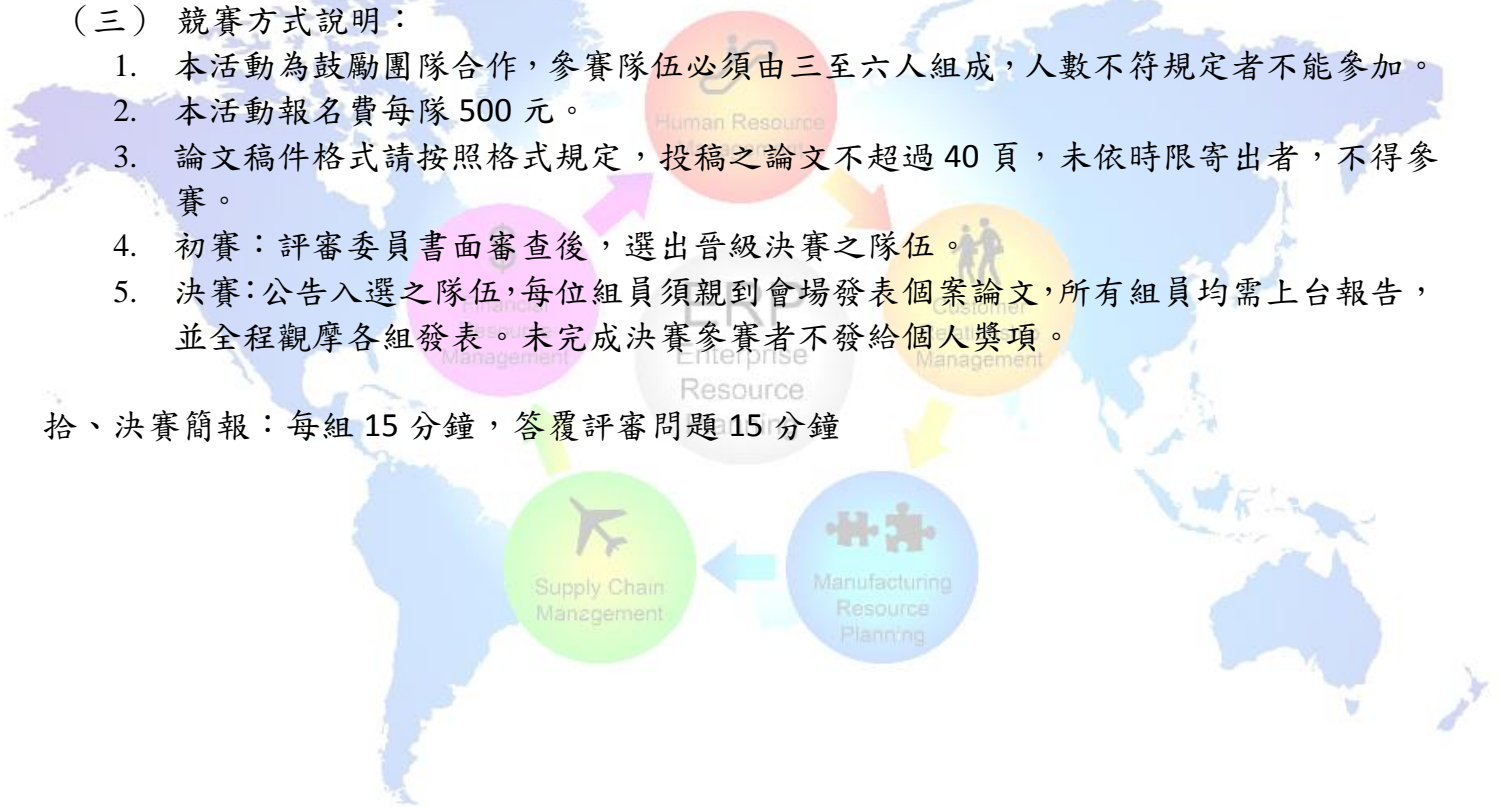 （三） 競賽方式說明：
1. 本活動為鼓勵團隊合作，參賽隊伍必須由三至六人組成，人數不符規定者不能參加。
2. 本活動報名費每隊 500 元。
Human Resource
3. 論文稿件格式請按照格式規定，投稿之論文不超過 40 頁，未依時限寄出者，不得參
賽。
4. 初賽：評審委員書面審查後，選出晉級決賽之隊伍。
ERP
5. 決賽：公告入選之隊伍，每位組員須親到會場發表個案論文，所有組員均需上台報告，
Financial
Customer
並全程觀摩各組發表。未完成決賽參賽者不發給個人獎項。
Management
Enterprise
Management
Resource
拾、決賽簡報：每組 15 分鐘，答覆評審問題 15 分鐘
Planning
Supply Chain
Management
Manufacturing
Resource
Planning